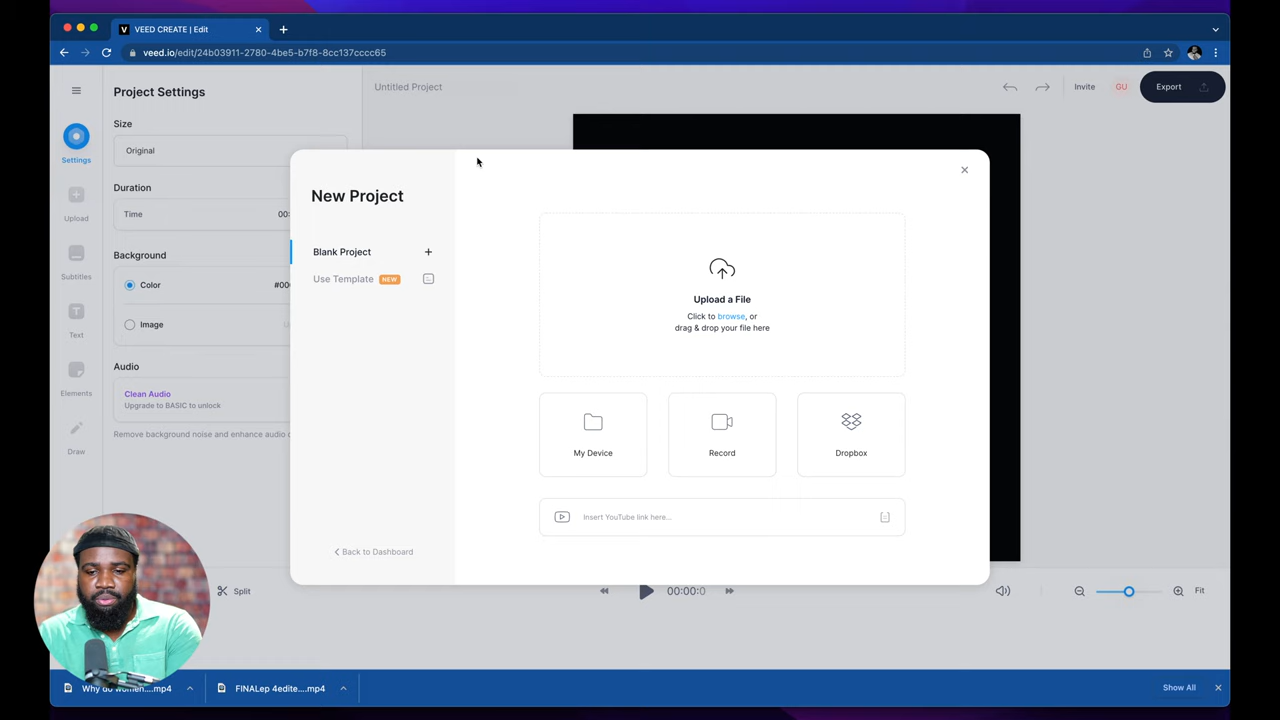 VEED CREATE | Edit
veed.io/edit/24b03911-2780-4be5-b7f8-8cc137cccc65
Project Settings
Untitled Project
Invite
GU
Export
Size
Original
Settings
Duration
Time
00:
Upload
Background
Color
#000
Subtitles
Image
Text
Audio
Clean Audio
Upgrade to BASIC to unlock
Elements
Remove background noise and enhance audio
Draw
New Project
Blank Project
Use Template NEW
Back to Dashboard
Upload a File
Click to browse, or
drag & drop your file here
My Device
Record
Dropbox
Insert YouTube link here...
Split
00:00:0
Fit
Why do women....mp4
FINALep 4edite....mp4
Show All